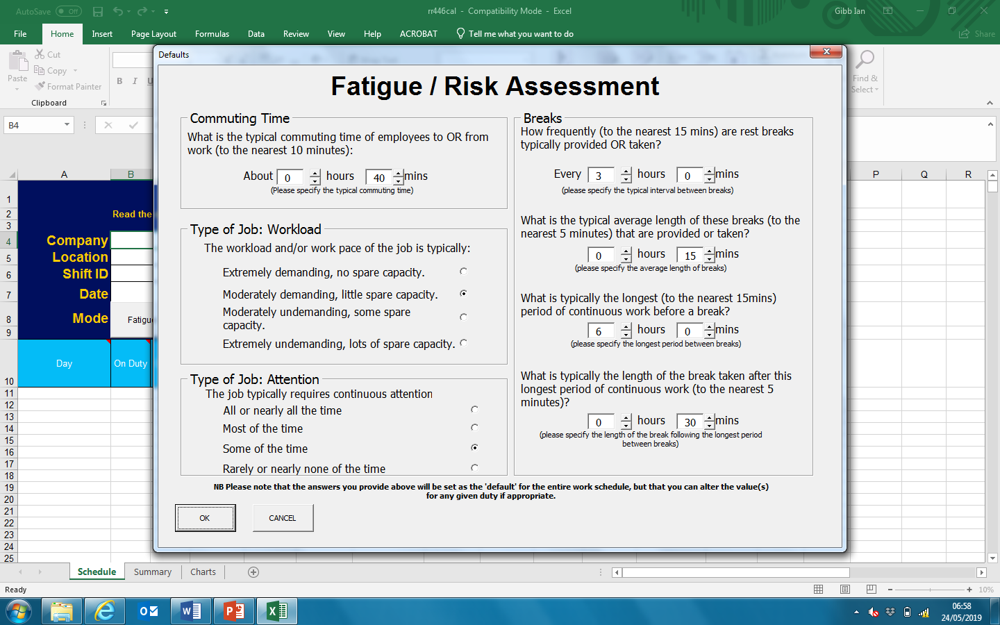 AutoSave Off
rr446cal - Compatibility Mode - Excel
Gibb Ian
File Home Insert Page Layout Formulas Data Review View Help ACROBAT Tell me what you want to do Share
Cut
Copy
Format Painter
Paste
B I U
Clipboard
Find &
Select
B4
Defaults
Fatigue / Risk Assessment
Commuting Time
What is the typical commuting time of employees to OR from
work (to the nearest 10 minutes):
About 0 hours 40 mins
(Please specify the typical commuting time)
Type of Job: Workload
The workload and/or work pace of the job is typically:
Extremely demanding, no spare capacity.
Moderately demanding, little spare capacity.
Moderately undemanding, some spare
capacity.
Extremely undemanding, lots of spare capacity.
Type of Job: Attention
The job typically requires continuous attention
All or nearly all the time
Most of the time
Some of the time
Rarely or nearly none of the time
Breaks
How frequently (to the nearest 15 mins) are rest breaks
typically provided OR taken?
Every 3 hours 0 mins
(please specify the typical interval between breaks)
What is the typical average length of these breaks (to the
nearest 5 minutes) that are provided or taken?
0 hours 15 mins
(please specify the average length of breaks)
What is typically the longest (to the nearest 15mins)
period of continuous work before a break?
6 hours 0 mins
(please specify the longest period between breaks)
What is typically the length of the break taken after this
longest period of continuous work (to the nearest 5
minutes)?
0 hours 30 mins
(please specify the length of the break following the longest period
between breaks)
NB Please note that the answers you provide above will be set as the 'default' for the entire work schedule, but that you can alter the value(s)
for any given duty if appropriate.
OK CANCEL
A B P Q R
1
2 Read the
3
4 Company
5 Location
6 Shift ID
7 Date
8 Mode Fatigu
9
10 Day On Duty
11
12
13
14
15
16
17
18
19
20
21
22
23
24
25
Schedule Summary Charts
Ready
10%
06:58
24/05/2019